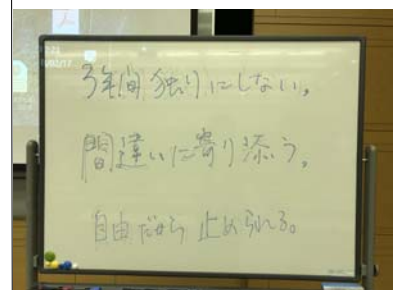 3年間独りにしない。
間違いに寄り添う。
自由だから止められる。